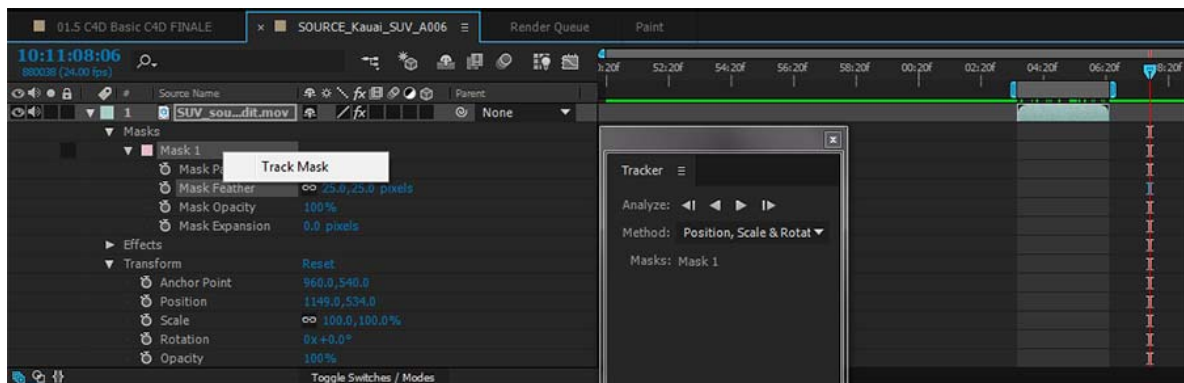 01.5 C4D Basic C4D FINALE × SOURCE_Kauai_SUV_A006 Render Queue Paint
10:11:08:06
880038 (24.00 fps)
52:20f 54:20f 56:20f 58:20f 00:20f 02:20f 04:20f 06:20f
# Source Name Parent
1 SUV_sou...dit.mov fx None
Masks
Mask 1
Track Mask
Mask Feather 25.0,25.0 pixels
Mask Opacity 100%
Mask Expansion 0.0 pixels
Effects
Transform Reset
Anchor Point 960.0,540.0
Position 1149.0,534.0
Scale 100.0,100.0%
Rotation 0x+0.0°
Opacity 100%
Toggle Switches / Modes
x
Tracker
Analyze:
Method: Position, Scale & Rotat
Masks: Mask 1